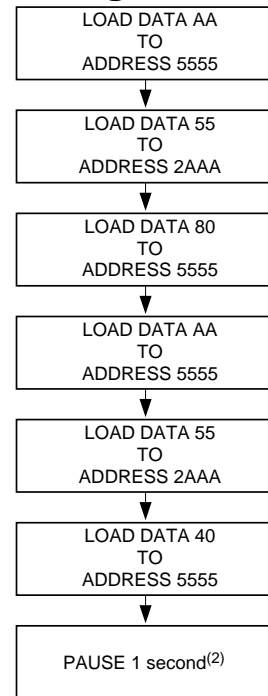 LOAD DATA AA
TO
ADDRESS 5555
LOAD DATA 55
TO
ADDRESS 2AAA
LOAD DATA 80
TO
ADDRESS 5555
LOAD DATA AA
TO
ADDRESS 5555
LOAD DATA 55
TO
ADDRESS 2AAA
LOAD DATA 40
TO
ADDRESS 5555
PAUSE 1 second(2)